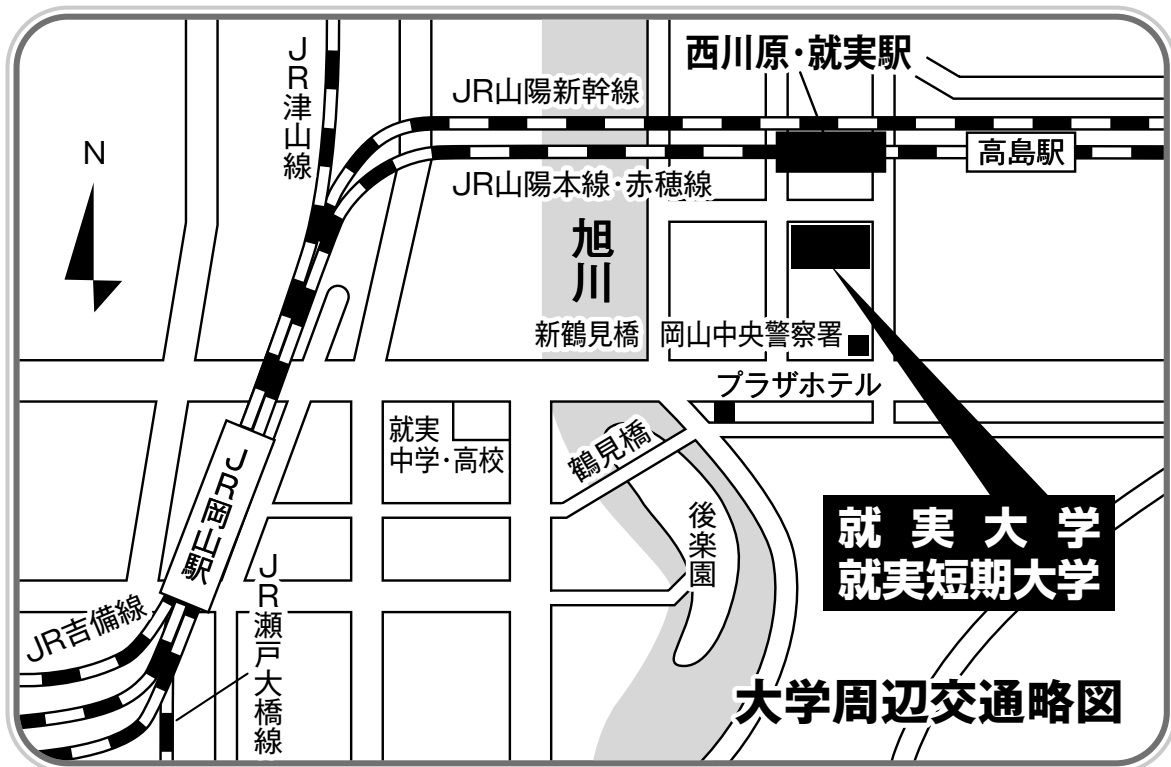 西川原・就実駅
JR津山線
JR山陽新幹線
N
高島駅
JR山陽本線・赤穂線
旭川
新鶴見橋
岡山中央警察署
プラザホテル
就実
中学・高校
鶴見橋
JR岡山駅
後楽園
就実大学
就実短期大学
JR吉備線
JR瀬戸大橋線
大学周辺交通略図